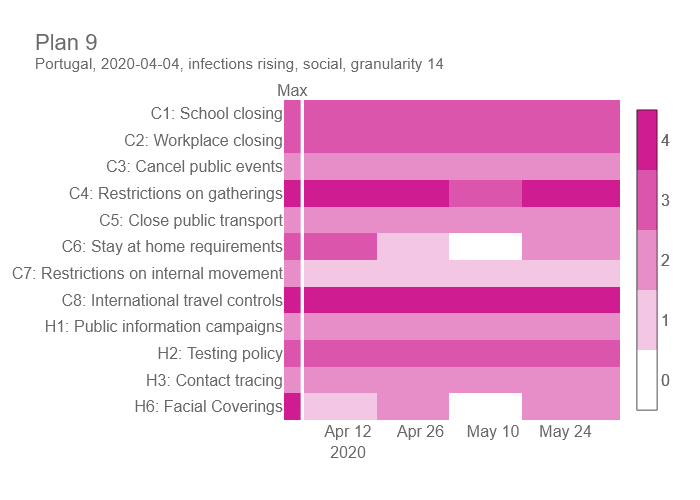 Plan 9
Portugal, 2020-04-04, infections rising, social, granularity 14
Max
C1: School closing
C2: Workplace closing
C3: Cancel public events
C4: Restrictions on gatherings
C5: Close public transport
C6: Stay at home requirements
C7: Restrictions on internal movement
C8: International travel controls
H1: Public information campaigns
H2: Testing policy
H3: Contact tracing
H6: Facial Coverings
Apr 12 Apr 26 May 10 May 24
2020
4
3
2
1
0